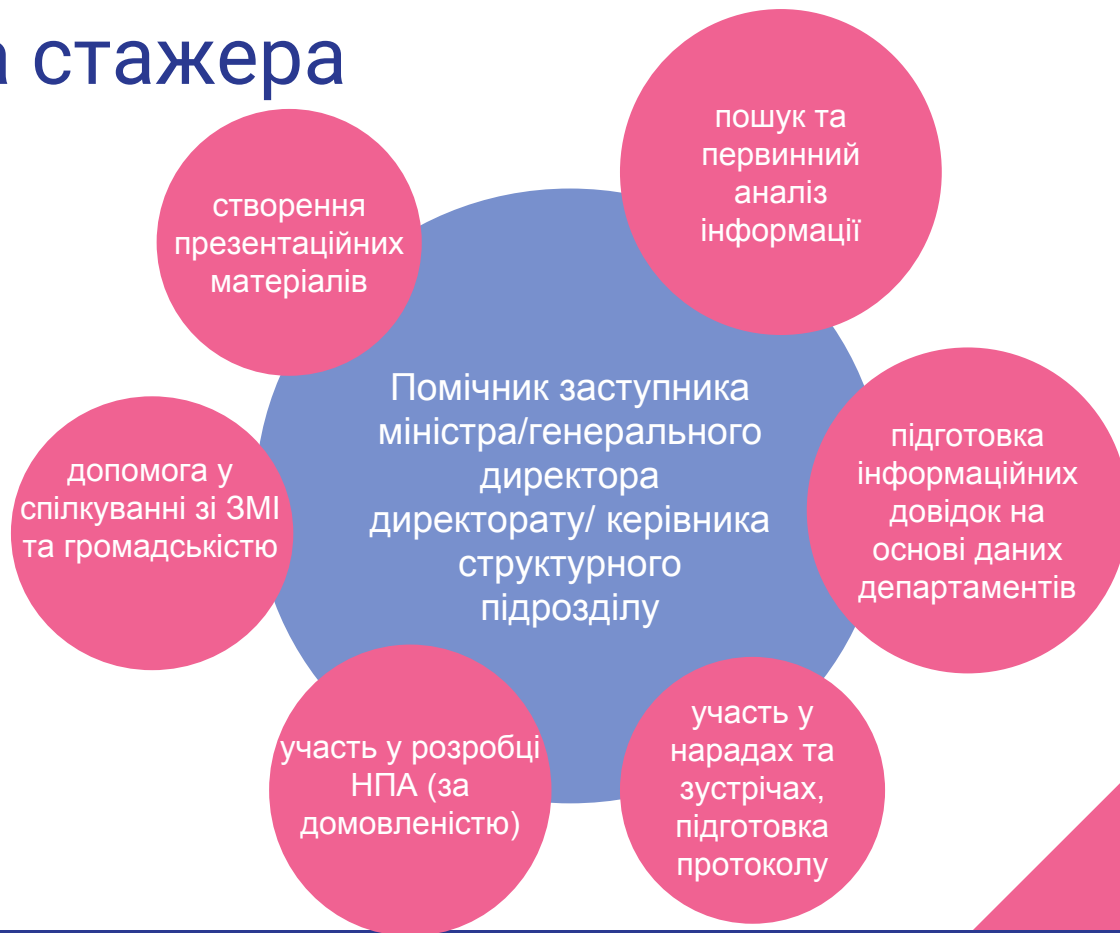 а стажера
пошук та
первинний
аналіз
інформації
створення
презентаційних
матеріалів
Помічник заступника
міністра/генерального
директора
директорату/ керівника
структурного
підрозділу
підготовка
інформаційних
довідок на
основі даних
департаментів
допомога у
спілкуванні зі ЗМІ
та громадськістю
участь у розробці
НПА (за
домовленістю)
участь у
нарадах та
зустрічах,
підготовка
протоколу